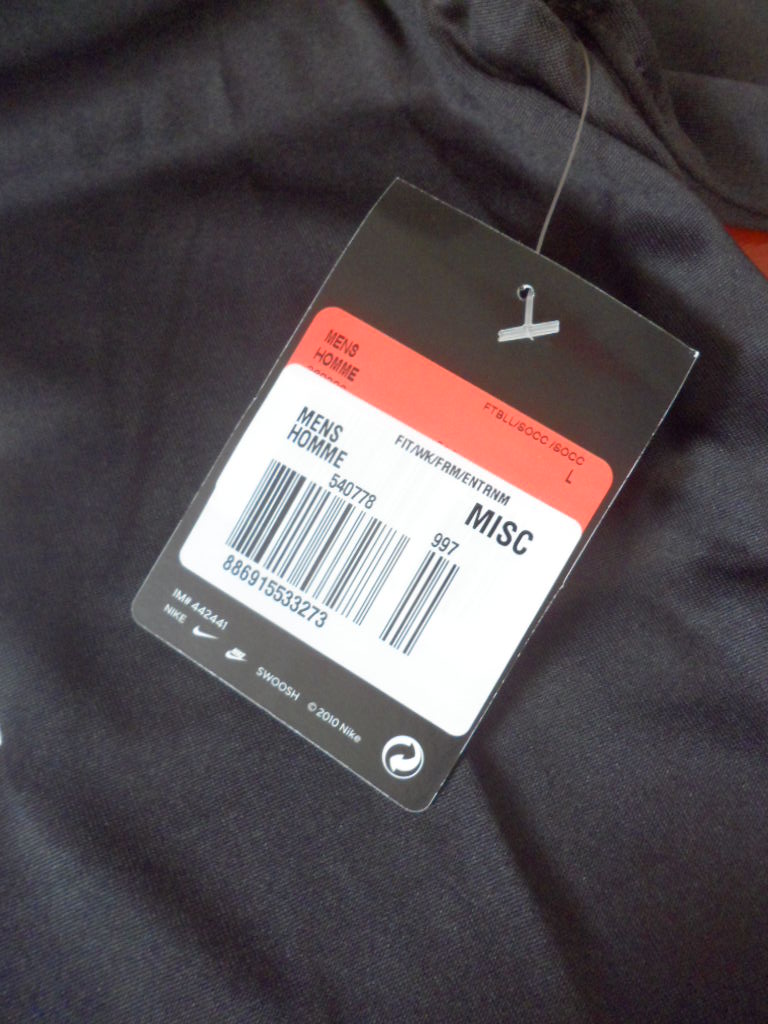 MENS
HOMME
FTBLL/SOCC/SOCC
L
MENS
HOMME
FIT/WK/FRM/ENTRNM
540778
MISC
997
886915533273
IM# 442441
NIKE
SWOOSH © 2010 Nike